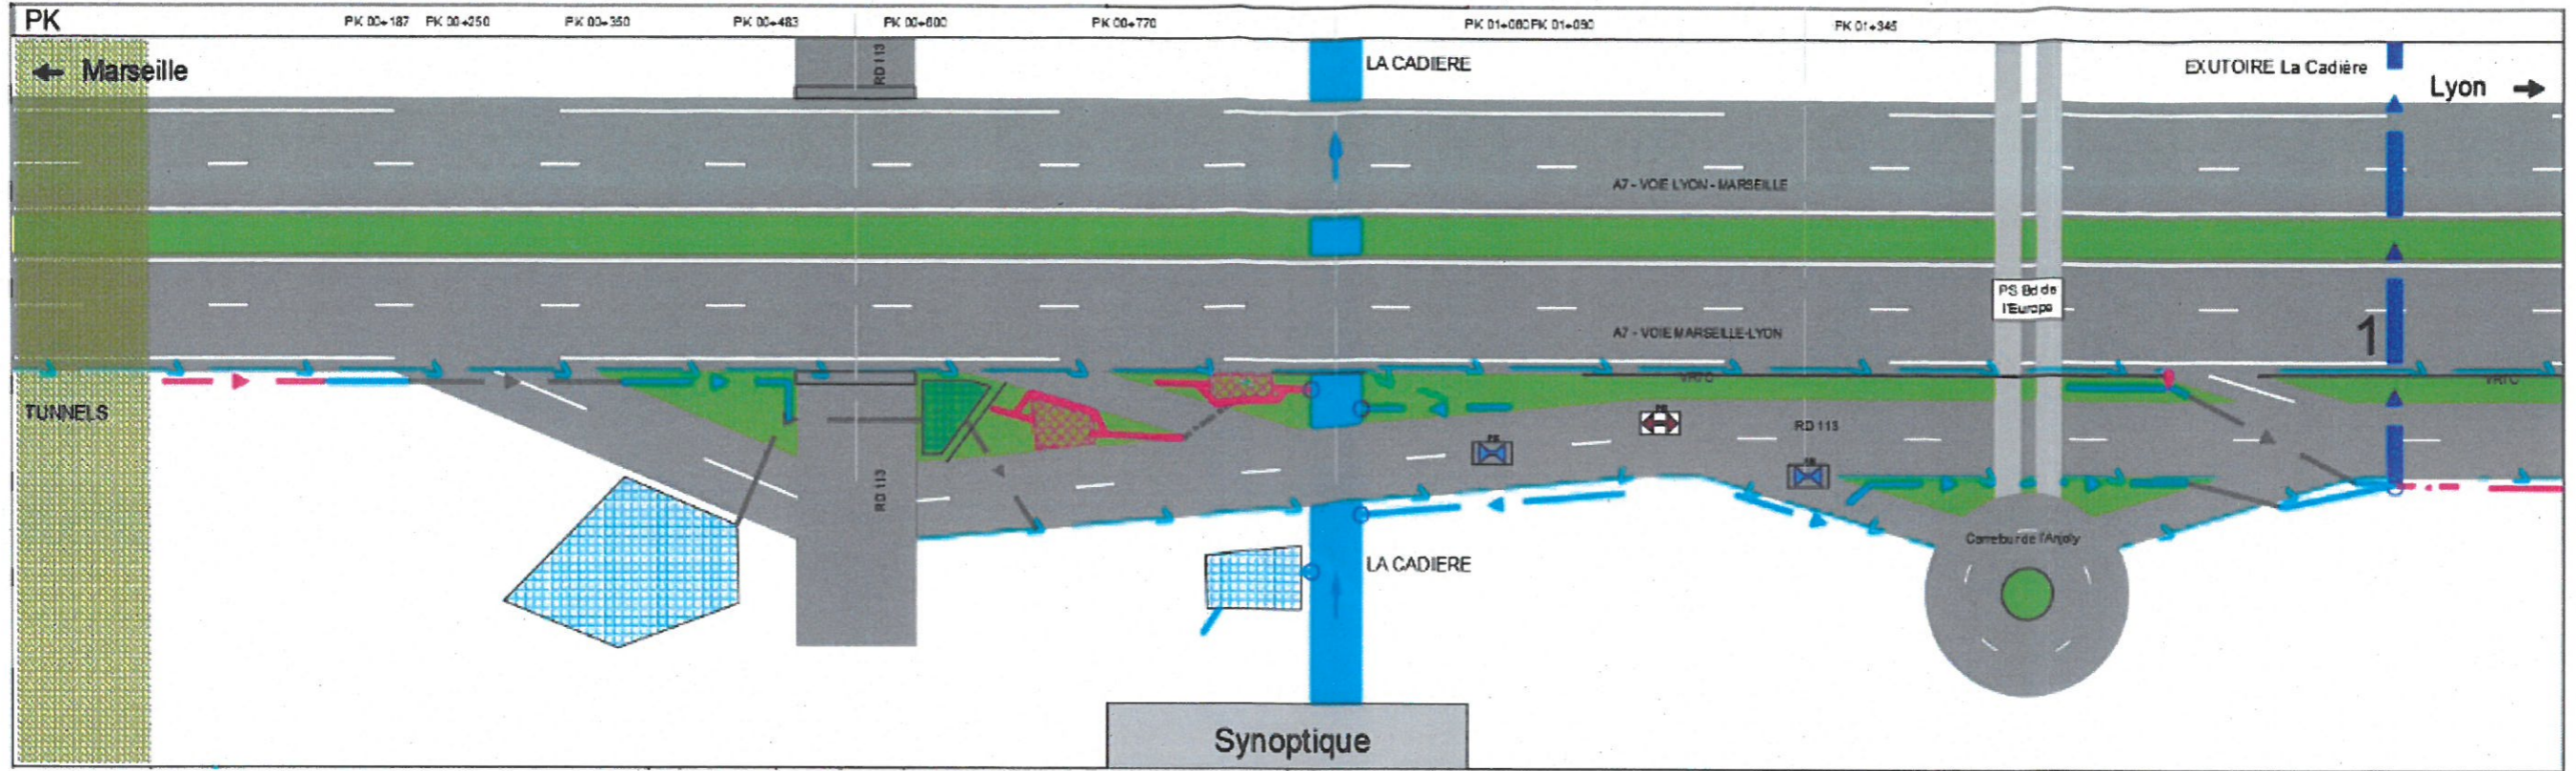 PK
PK 00+187 PK 00+250 PK 00+350 PK 00+483 PK 00+600 PK 00+770 PK 01+060 PK 01+090 PK 01+345
← Marseille
RD 113
LA CADIERE
EXUTOIRE La Cadière
Lyon →
A7 - VOIE LYON - MARSEILLE
PS Bd de
l'Europe
A7 - VOIE MARSEILLE-LYON
1
TUNNELS
RD 113
RD 113
Carrefour de l'Anjoly
LA CADIERE
Synoptique